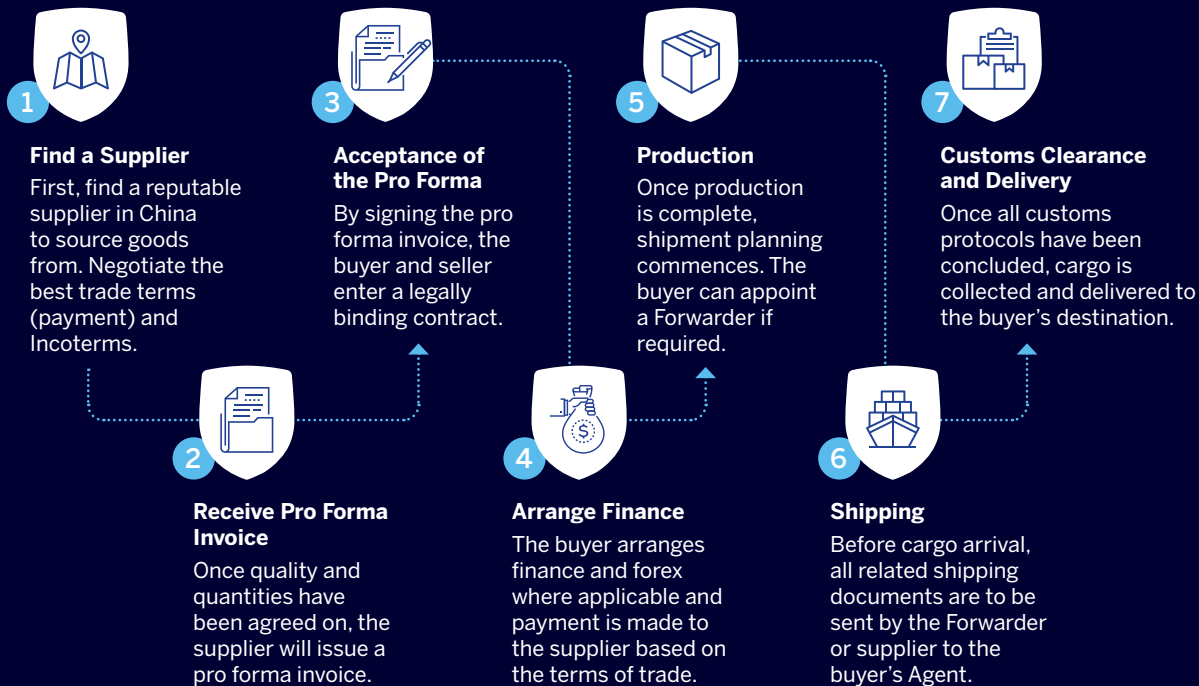 1
Find a Supplier
First, find a reputable
supplier in China
to source goods
from. Negotiate the
best trade terms
(payment) and
Incoterms.
2
Receive Pro Forma
Invoice
Once quality and
quantities have
been agreed on, the
supplier will issue a
pro forma invoice.
3
Acceptance of
the Pro Forma
By signing the pro
forma invoice, the
buyer and seller
enter a legally
binding contract.
4
$
Arrange Finance
The buyer arranges
finance and forex
where applicable and
payment is made to
the supplier based on
the terms of trade.
5
Production
Once production
is complete,
shipment planning
commences. The
buyer can appoint
a Forwarder if
required.
6
Shipping
Before cargo arrival,
all related shipping
documents are to be
sent by the Forwarder
or supplier to the
buyer’s Agent.
7
Customs Clearance
and Delivery
Once all customs
protocols have been
concluded, cargo is
collected and delivered to
the buyer’s destination.